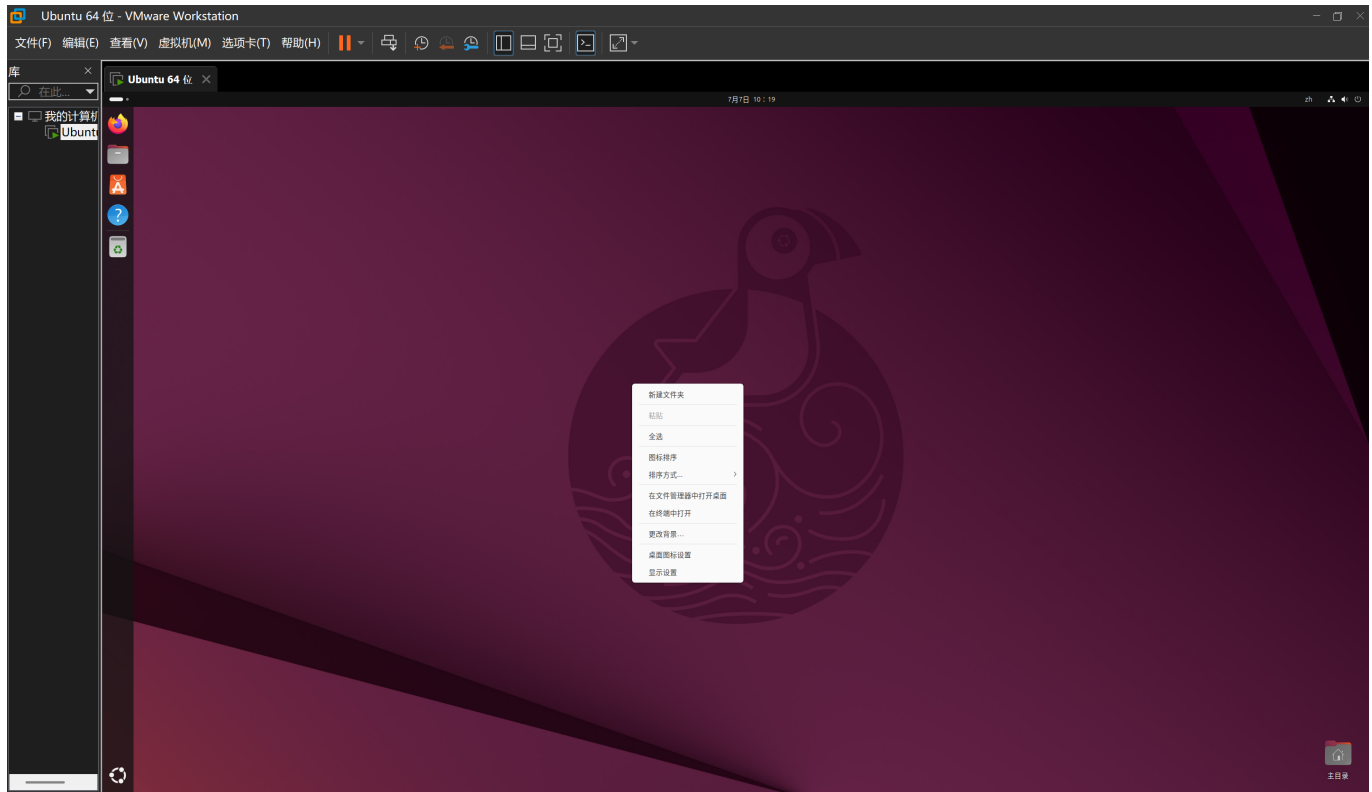 Ubuntu 64 位 - VMware Workstation
文件(F) 编辑(E) 查看(V) 虚拟机(M) 选项卡(T) 帮助(H)
库
在此...
Ubuntu 64 位
7月7日 10：19
zh
我的计算机
Ubuntu
新建文件夹
粘贴
全选
图标排序
排序方式...
在文件管理器中打开桌面
在终端中打开
更改背景...
桌面图标设置
显示设置
主目录